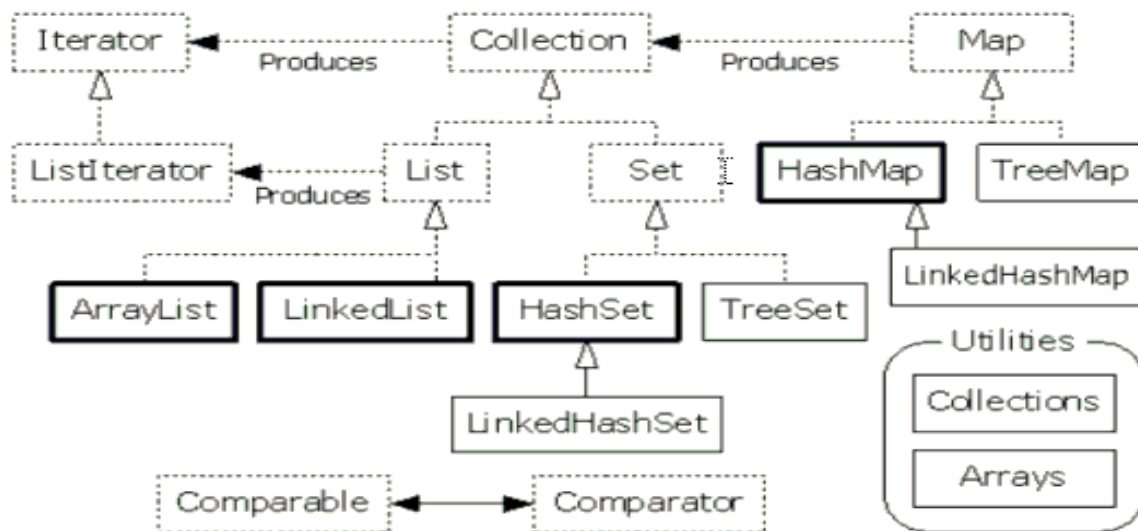 Iterator
Produces
Collection
Produces
Map
ListIterator
Produces
List
Set
HashMap
TreeMap
LinkedHashMap
ArrayList
LinkedList
HashSet
TreeSet
LinkedHashSet
Utilities
Collections
Arrays
Comparable
Comparator